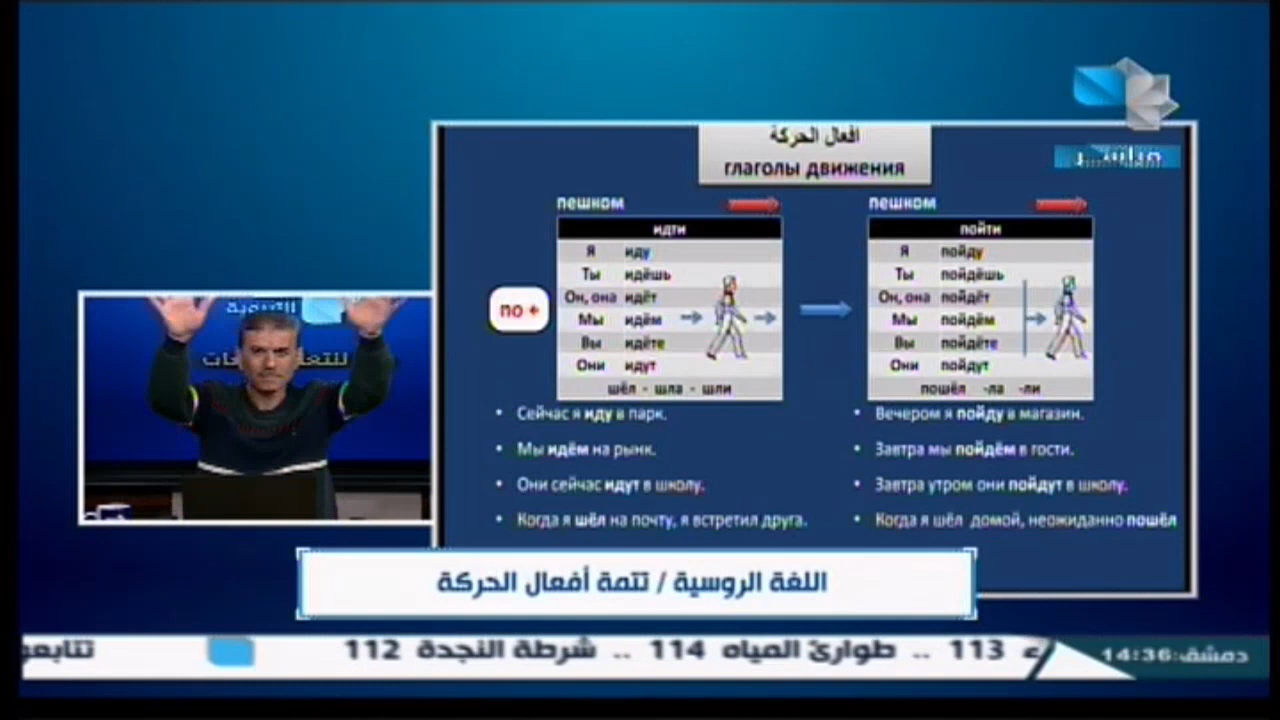 مباشر
افعال الحركة
глаголы движения
пешком
идти
Я иду
Ты идёшь
Он, она идёт
Мы идём
Вы идёте
Они идут
шёл - шла - шли
по +
пешком
пойти
Я пойду
Ты пойдёшь
Он, она пойдёт
Мы пойдём
Вы пойдёте
Они пойдут
пошёл -ла -ли
• Сейчас я иду в парк.
• Мы идём на рынк.
• Они сейчас идут в школу.
• Когда я шёл на почту, я встретил друга.
• Вечером я пойду в магазин.
• Завтра мы пойдём в гости.
• Завтра утром они пойдут в школу.
• Когда я шёл домой, неожиданно пошёл
التربوية
اللغة الروسية / تتمة أفعال الحركة
ء 113 .. طوارئ المياه 114 .. شرطة النجدة 112
تتابعو
دمشق: 14:36